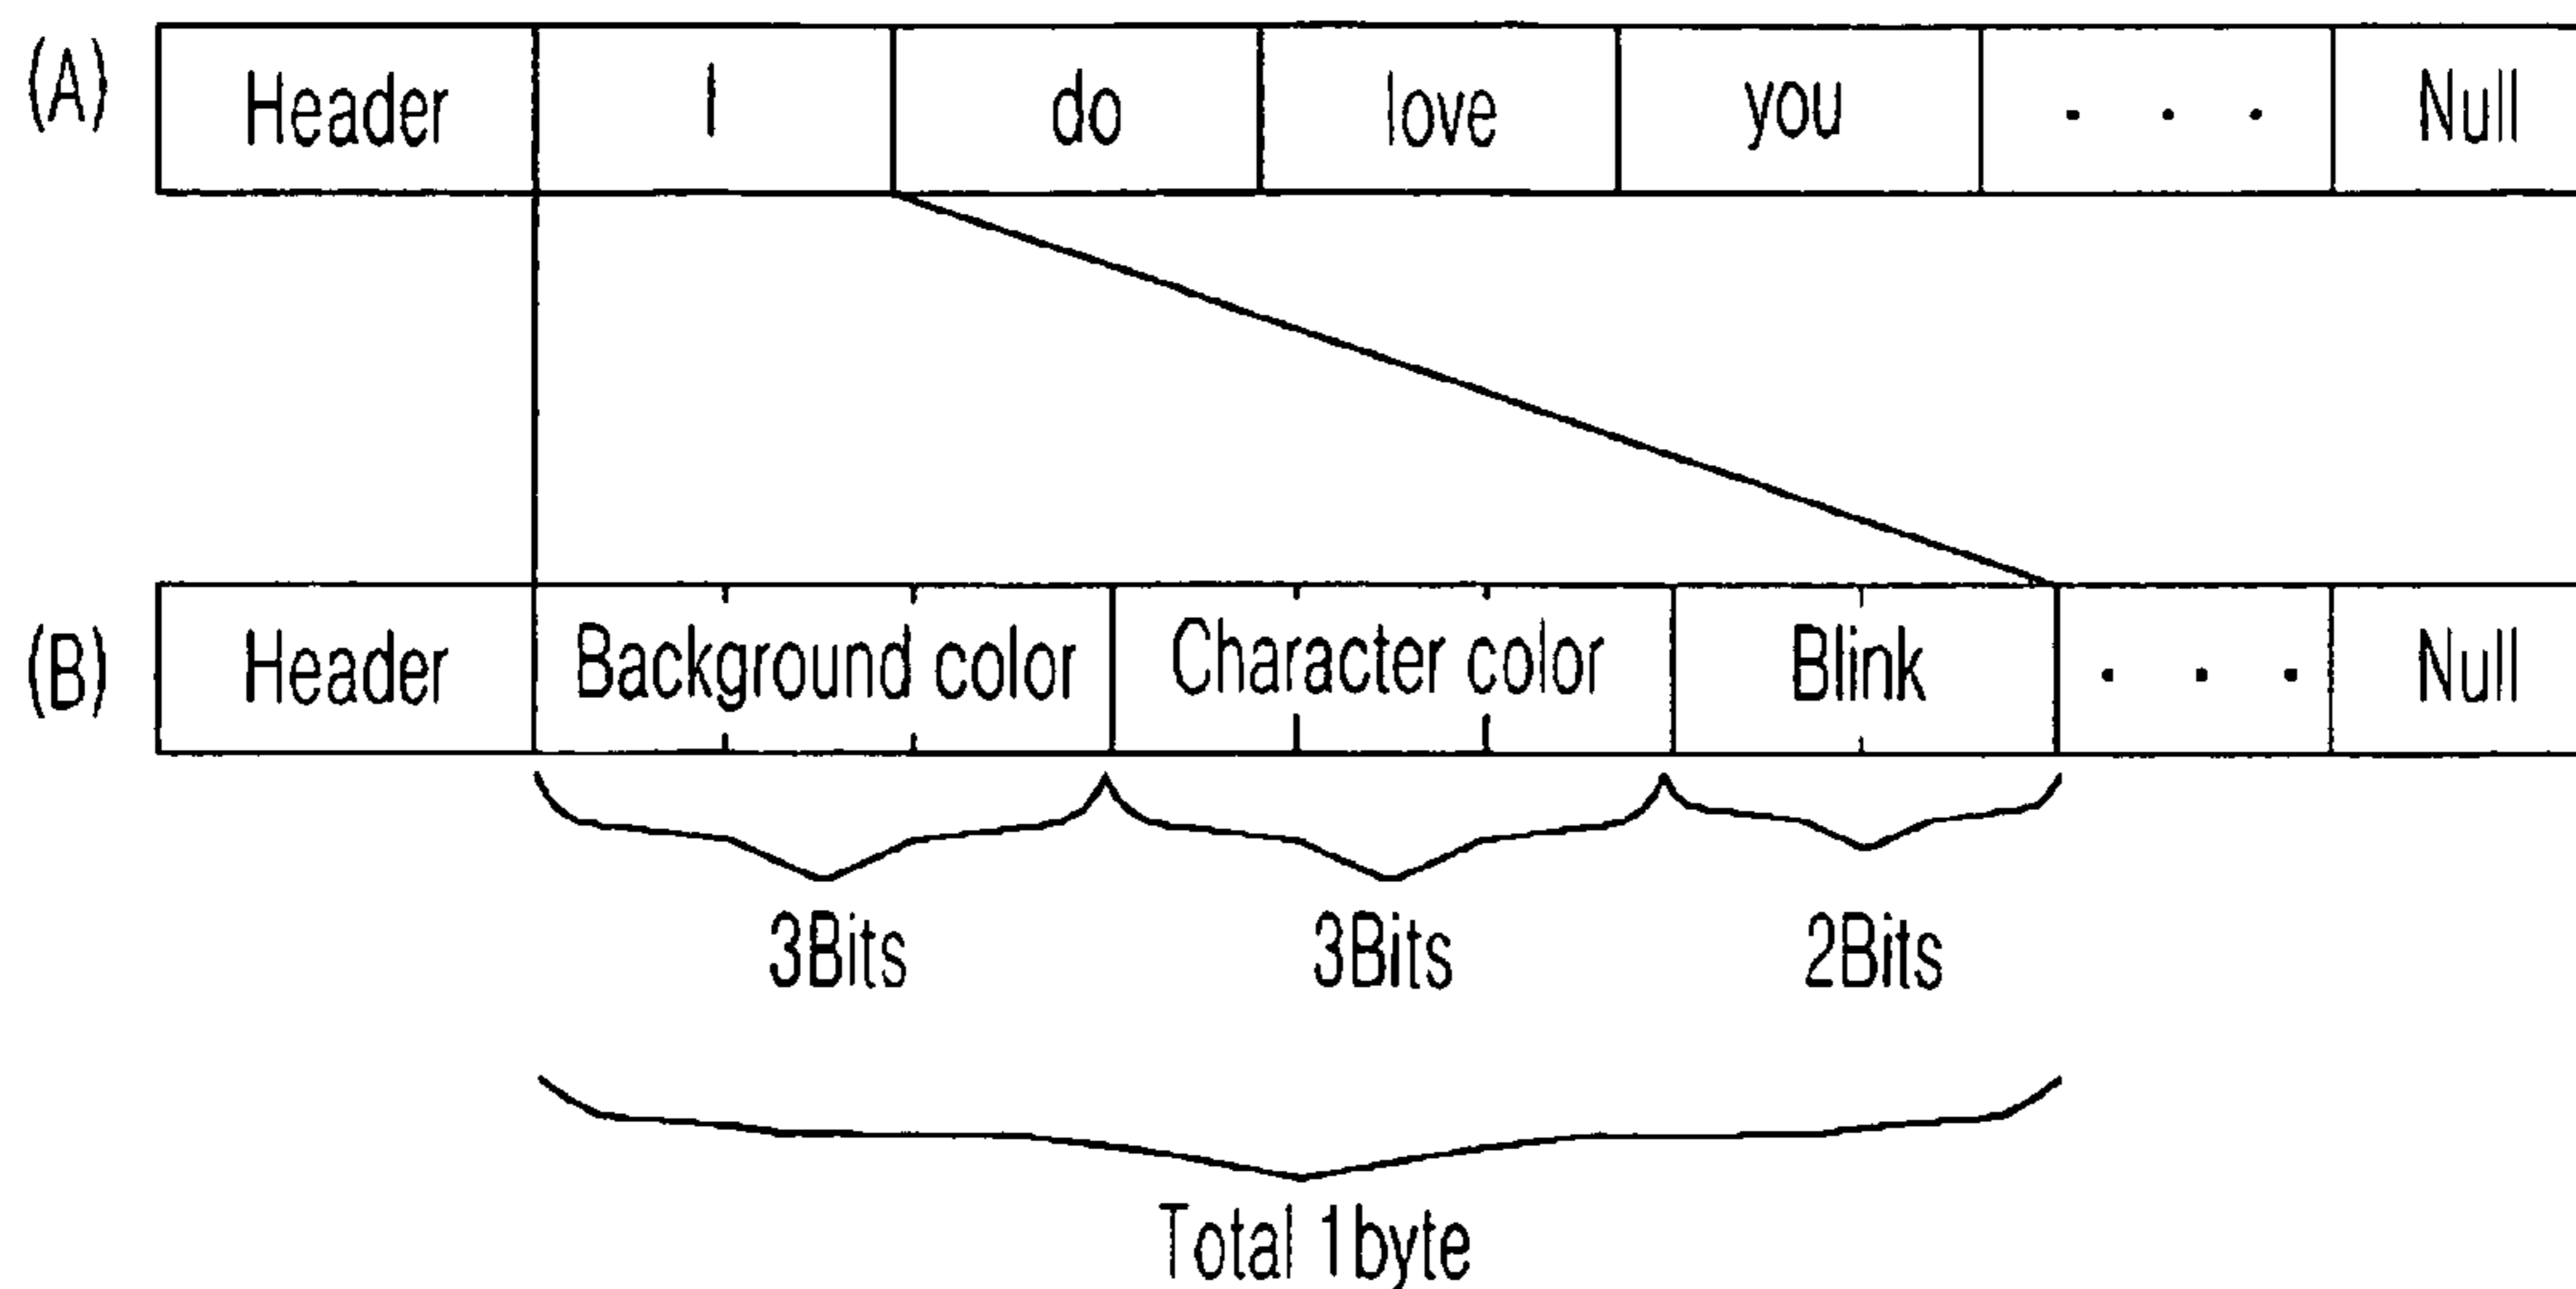 (A) Header I do love you . . . Null
(B) Header Background color Character color Blink . . . Null
3Bits 3Bits 2Bits
Total 1byte